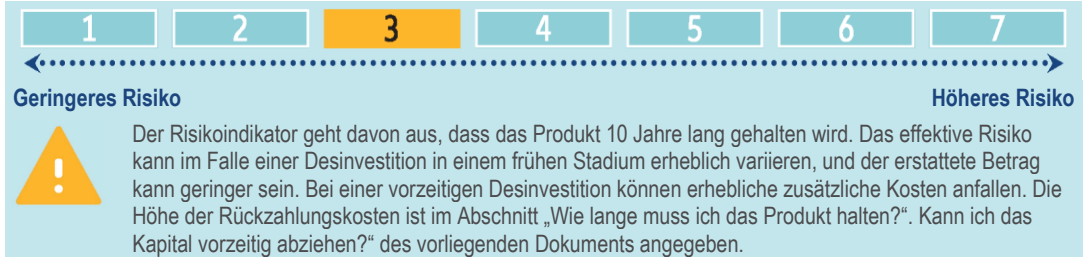 1 2 3 4 5 6 7
Geringeres Risiko Höheres Risiko
!
Der Risikoindikator geht davon aus, dass das Produkt 10 Jahre lang gehalten wird. Das effektive Risiko
kann im Falle einer Desinvestition in einem frühen Stadium erheblich variieren, und der erstattete Betrag
kann geringer sein. Bei einer vorzeitigen Desinvestition können erhebliche zusätzliche Kosten anfallen. Die
Höhe der Rückzahlungskosten ist im Abschnitt „Wie lange muss ich das Produkt halten?“. Kann ich das
Kapital vorzeitig abziehen?“ des vorliegenden Dokuments angegeben.